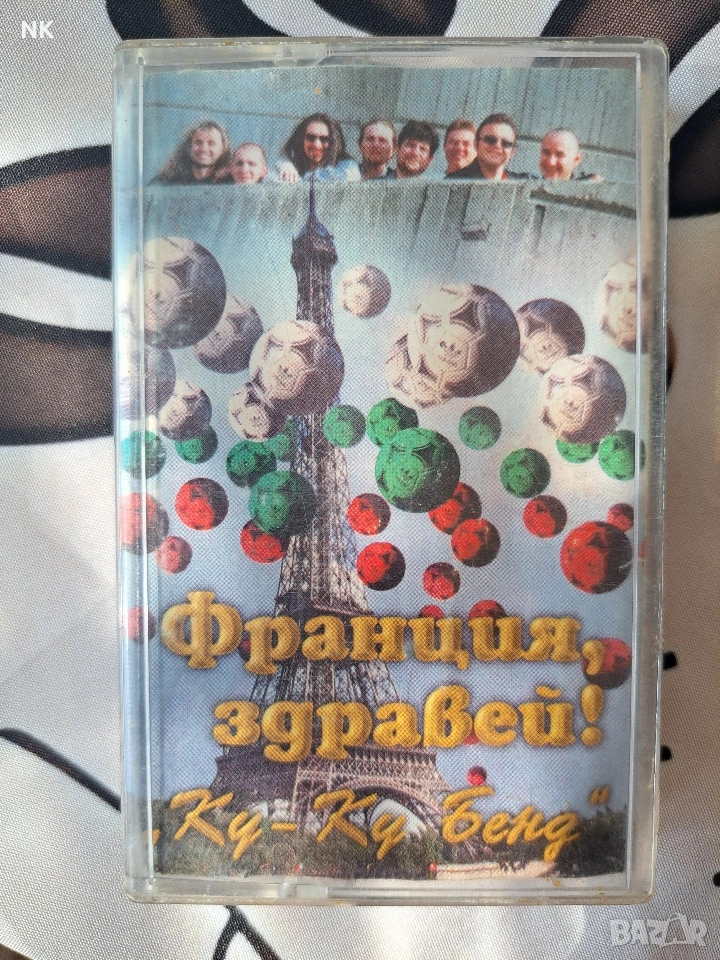 NK
Франция,
здравей!
„Ку-Ку Бенд“
BAZAR